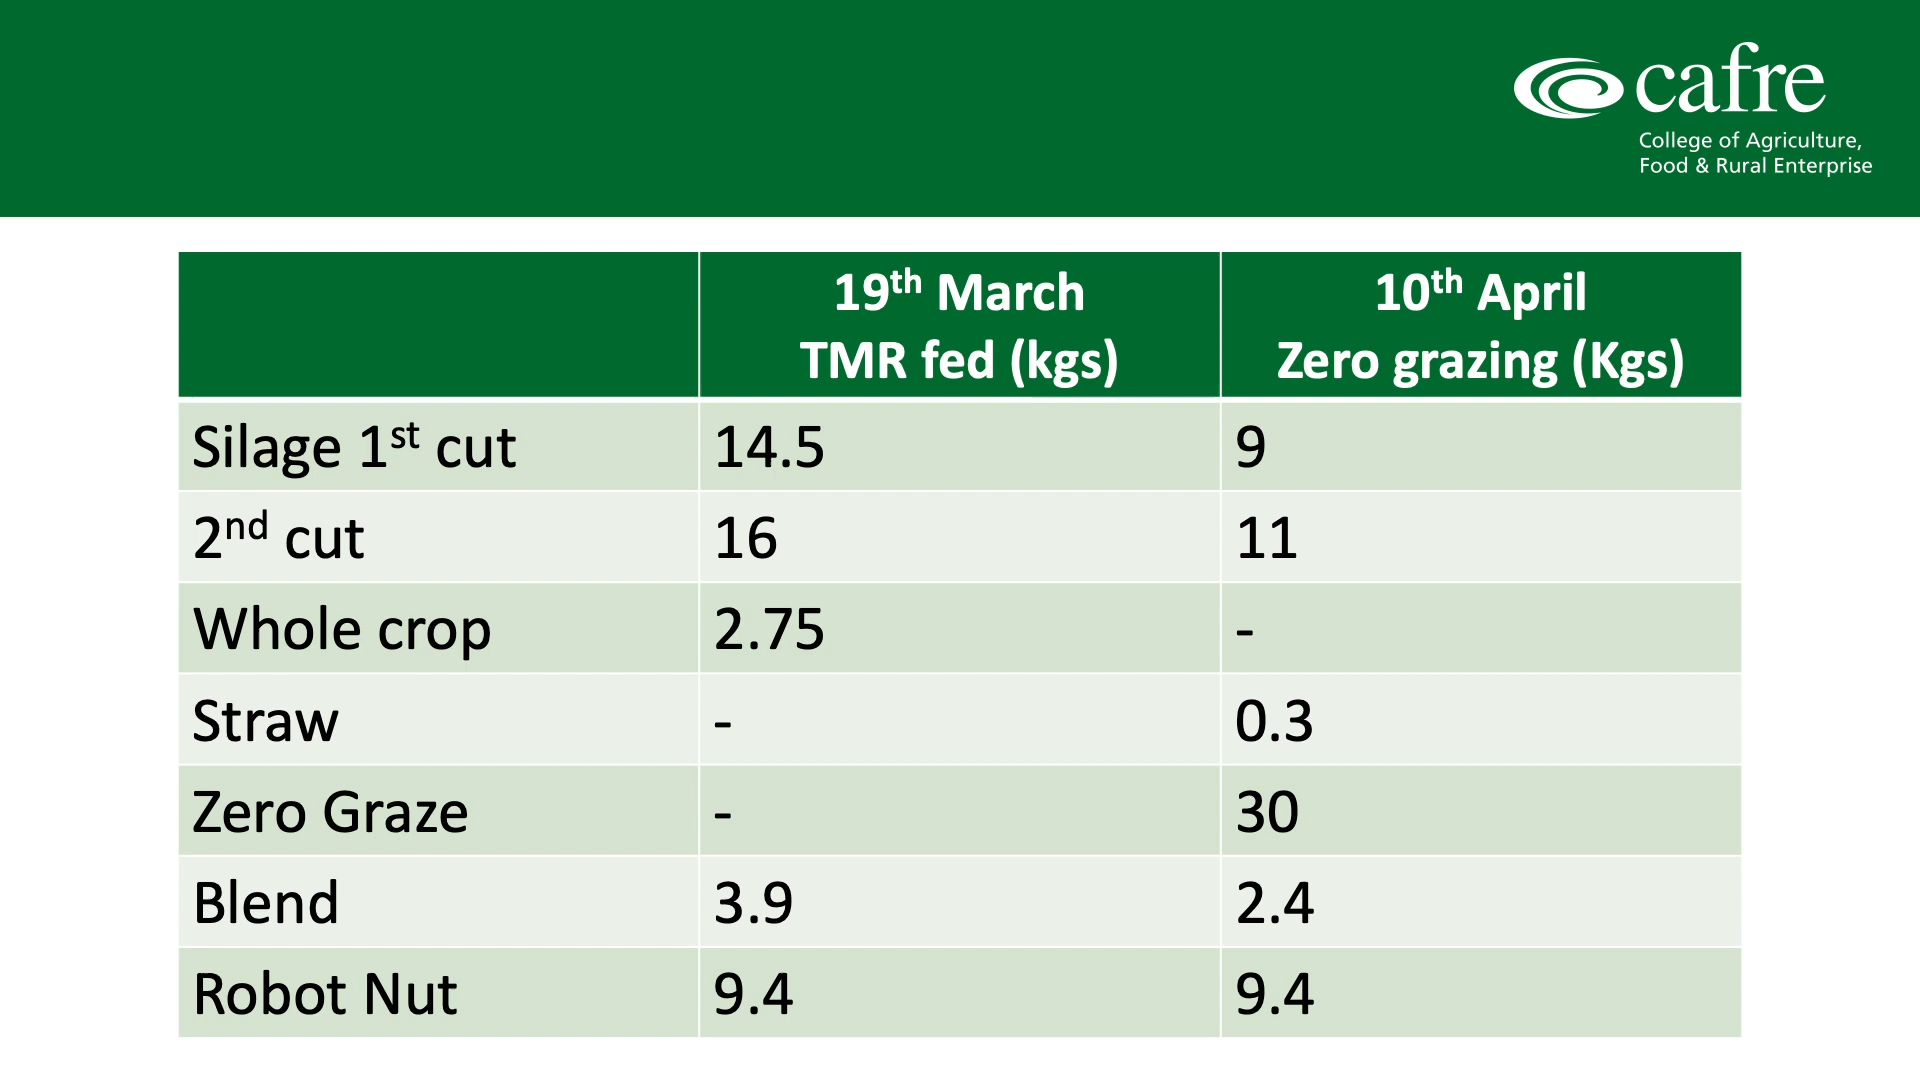 cafre
College of Agriculture,
Food & Rural Enterprise
19th March
TMR fed (kgs)
10th April
Zero grazing (Kgs)
Silage 1st cut 14.5 9
2nd cut 16 11
Whole crop 2.75 -
Straw - 0.3
Zero Graze - 30
Blend 3.9 2.4
Robot Nut 9.4 9.4